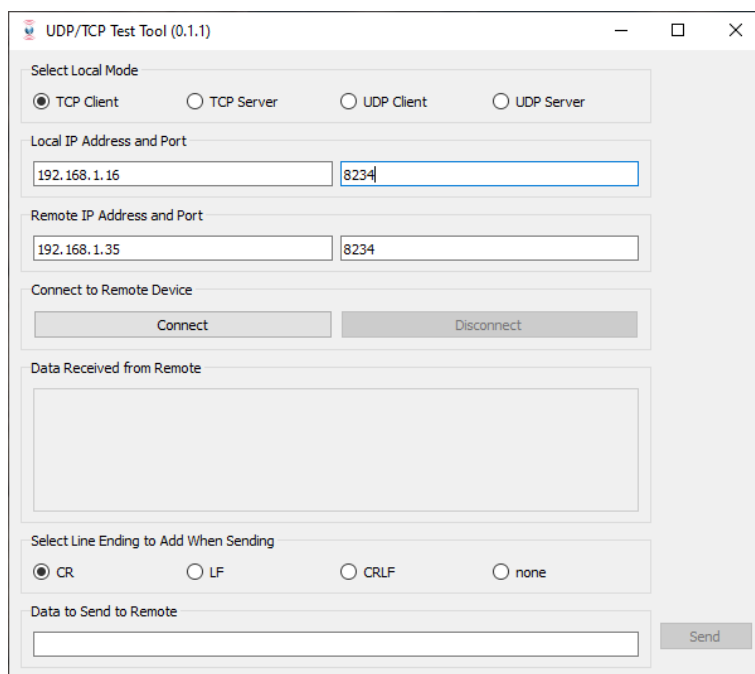 UDP/TCP Test Tool (0.1.1)
Select Local Mode
TCP Client TCP Server UDP Client UDP Server
Local IP Address and Port
192.168.1.16 8234
Remote IP Address and Port
192.168.1.35 8234
Connect to Remote Device
Connect Disconnect
Data Received from Remote
Select Line Ending to Add When Sending
CR LF CRLF none
Data to Send to Remote
Send